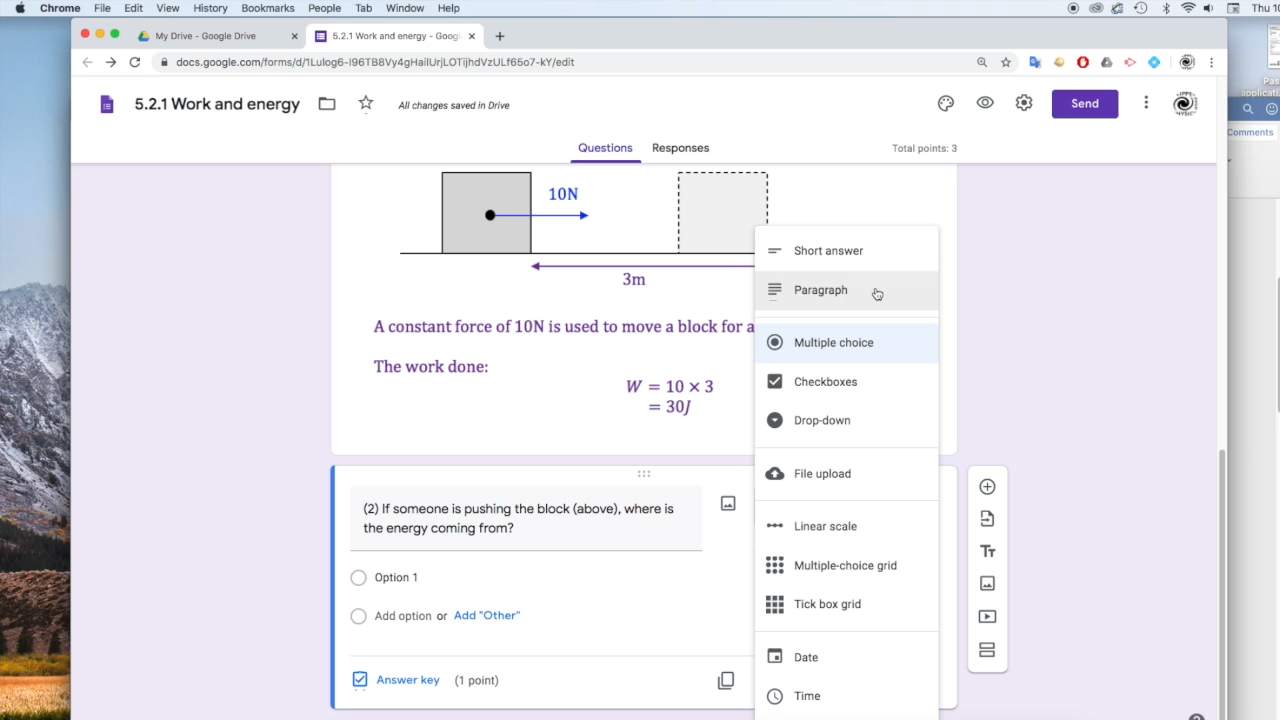 Chrome File Edit View History Bookmarks People Tab Window Help Thu 10
My Drive - Google Drive
5.2.1 Work and energy - Goog
docs.google.com/forms/d/1Lulog6-I96TB8Vy4gHailUrjLOTijhdVzULf65o7-kY/edit
5.2.1 Work and energy
All changes saved in Drive
Send
Comments
Questions Responses Total points: 3
10N
3m
A constant force of 10N is used to move a block for a
The work done:
W = 10 × 3
= 30J
Short answer
Paragraph
Multiple choice
Checkboxes
Drop-down
File upload
Linear scale
Multiple-choice grid
Tick box grid
Date
Time
(2) If someone is pushing the block (above), where is
the energy coming from?
Option 1
Add option or Add "Other"
Answer key (1 point)
Tт